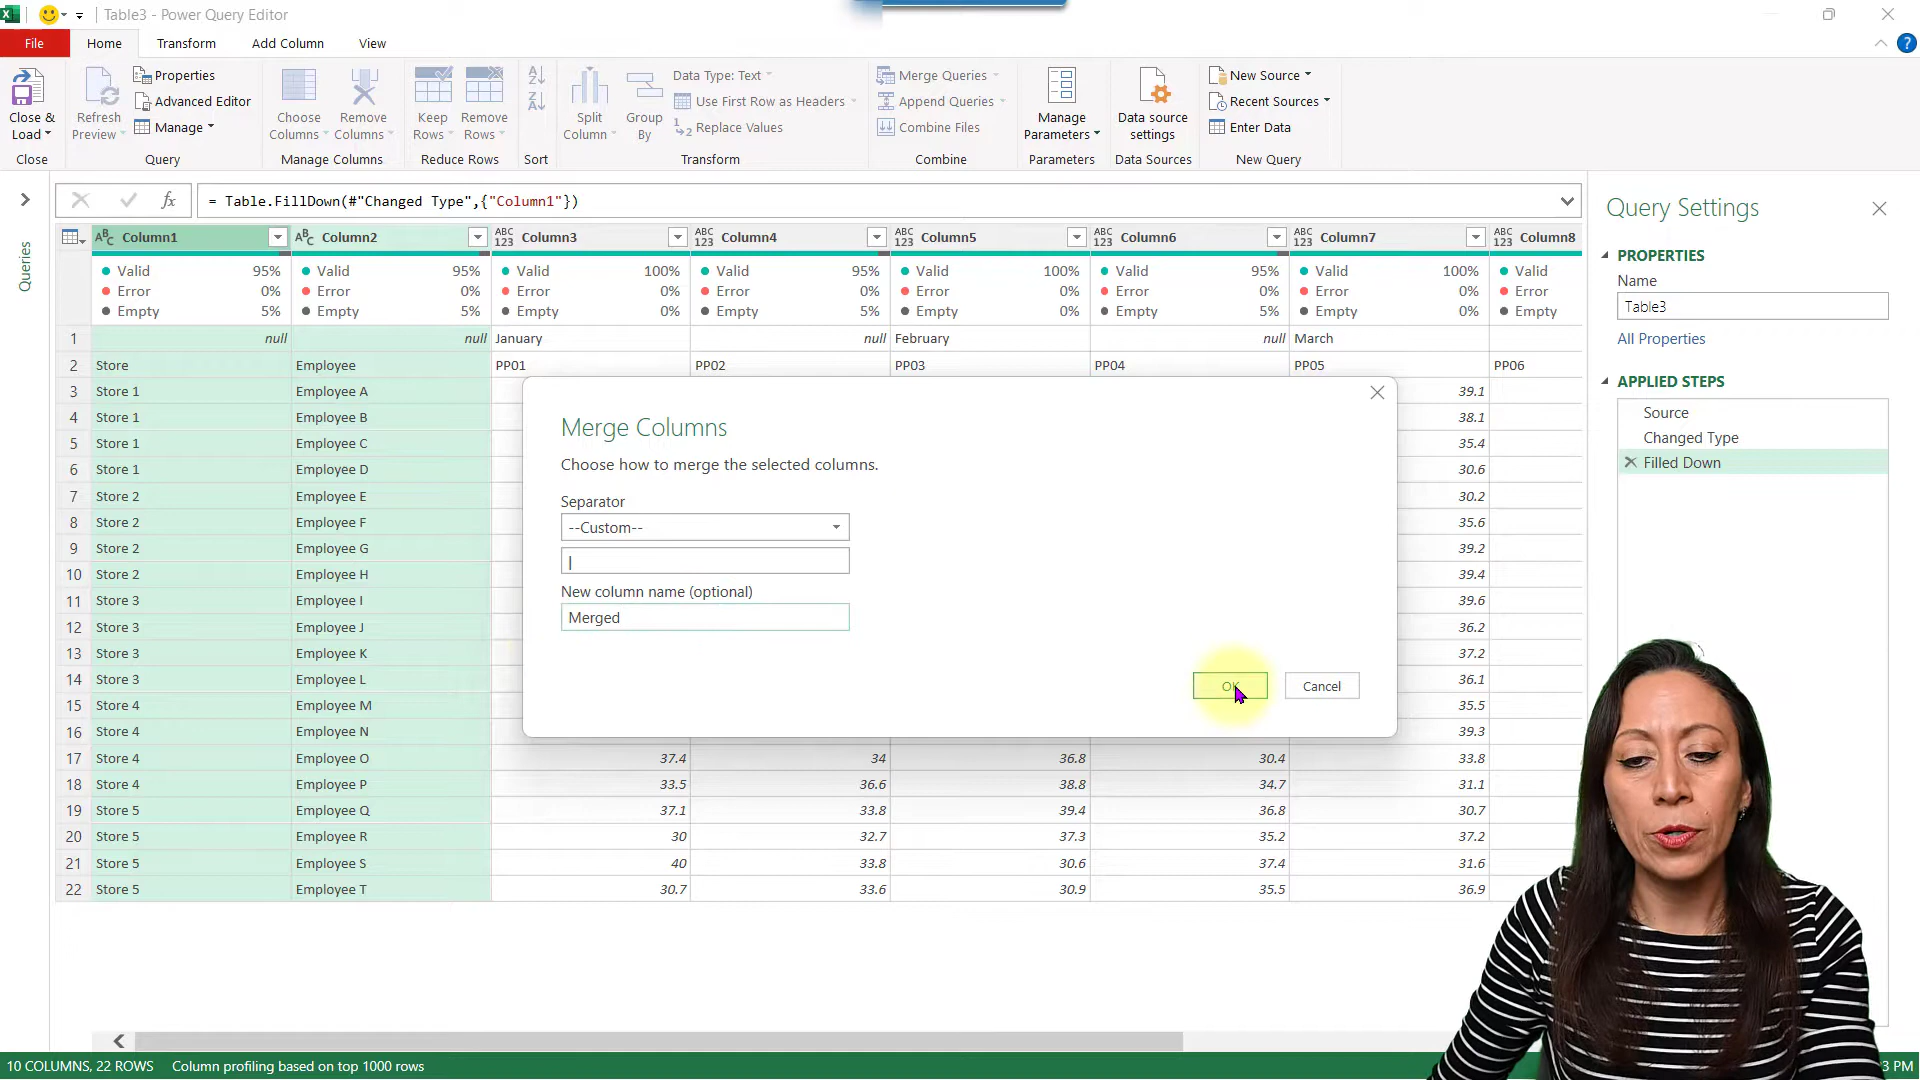 Table3 - Power Query Editor
File Home Transform Add Column View
Close & Load
Close
Refresh Preview
Properties
Advanced Editor
Manage
Query
Choose Columns
Remove Columns
Manage Columns
Keep Rows
Remove Rows
Reduce Rows
Sort
Split Column
Group By
Data Type: Text
Use First Row as Headers
Replace Values
Transform
Merge Queries
Append Queries
Combine Files
Combine
Manage Parameters
Parameters
Data source settings
Data Sources
New Source
Recent Sources
Enter Data
New Query
fx = Table.FillDown(#"Changed Type",{"Column1"})
Queries
Column1 Column2 Column3 Column4 Column5 Column6 Column7 Column8
Valid 95% Valid 95% Valid 100% Valid 95% Valid 100% Valid 95% Valid 100% Valid
Error 0% Error 0% Error 0% Error 0% Error 0% Error 0% Error 0% Error
Empty 5% Empty 5% Empty 0% Empty 5% Empty 0% Empty 5% Empty 0% Empty
1 null null January null February null March
2 Store Employee PP01 PP02 PP03 PP04 PP05 PP06
3 Store 1 Employee A 39.1
4 Store 1 Employee B 38.1
5 Store 1 Employee C 35.4
6 Store 1 Employee D 30.6
7 Store 2 Employee E 30.2
8 Store 2 Employee F 35.6
9 Store 2 Employee G 39.2
10 Store 2 Employee H 39.4
11 Store 3 Employee I 39.6
12 Store 3 Employee J 36.2
13 Store 3 Employee K 37.2
14 Store 3 Employee L 36.1
15 Store 4 Employee M 35.5
16 Store 4 Employee N 39.3
17 Store 4 Employee O 37.4 34 36.8 30.4 33.8
18 Store 4 Employee P 33.5 36.6 38.8 34.7 31.1
19 Store 5 Employee Q 37.1 33.8 39.4 36.8 30.7
20 Store 5 Employee R 30 32.7 37.3 35.2 37.2
21 Store 5 Employee S 40 33.8 30.6 37.4 31.6
22 Store 5 Employee T 30.7 33.6 30.9 35.5 36.9
Merge Columns
Choose how to merge the selected columns.
Separator
--Custom--
|
New column name (optional)
Merged
OK Cancel
Query Settings
PROPERTIES
Name
Table3
All Properties
APPLIED STEPS
Source
Changed Type
Filled Down
10 COLUMNS, 22 ROWS Column profiling based on top 1000 rows
3 PM